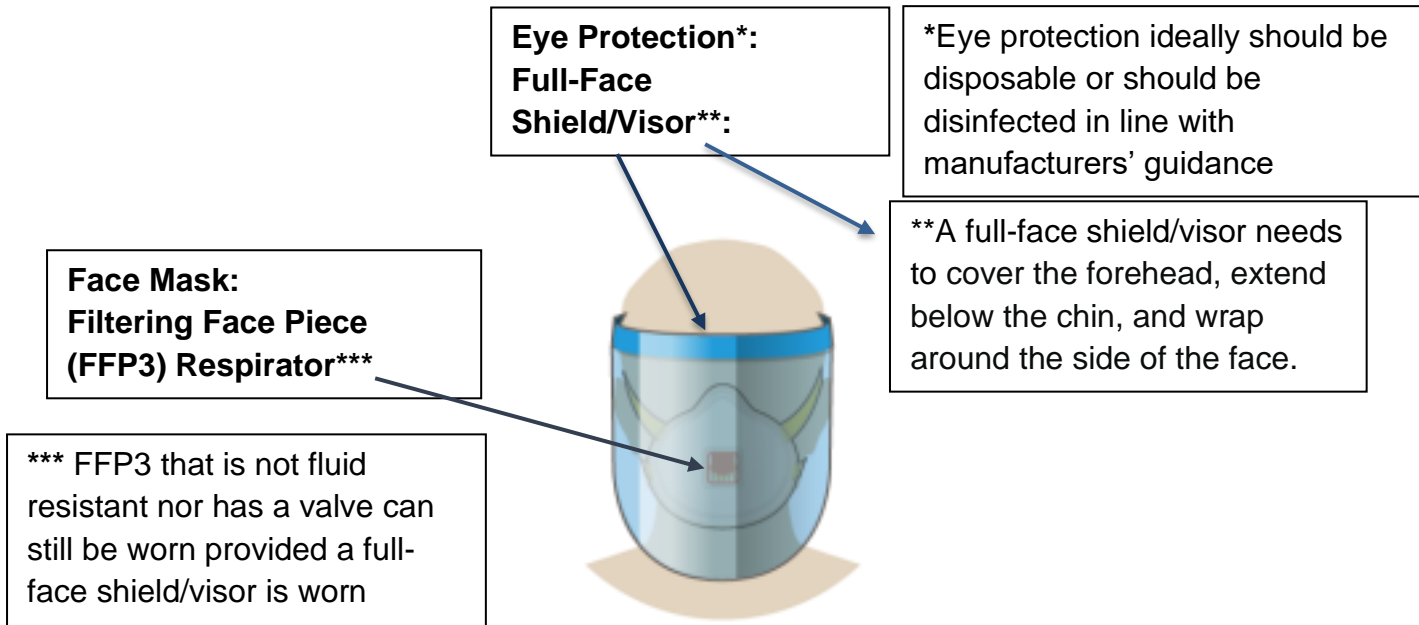 Eye Protection*:
Full-Face
Shield/Visor**:
*Eye protection ideally should be
disposable or should be
disinfected in line with
manufacturers’ guidance
**A full-face shield/visor needs
to cover the forehead, extend
below the chin, and wrap
around the side of the face.
Face Mask:
Filtering Face Piece
(FFP3) Respirator***
*** FFP3 that is not fluid
resistant nor has a valve can
still be worn provided a full-
face shield/visor is worn